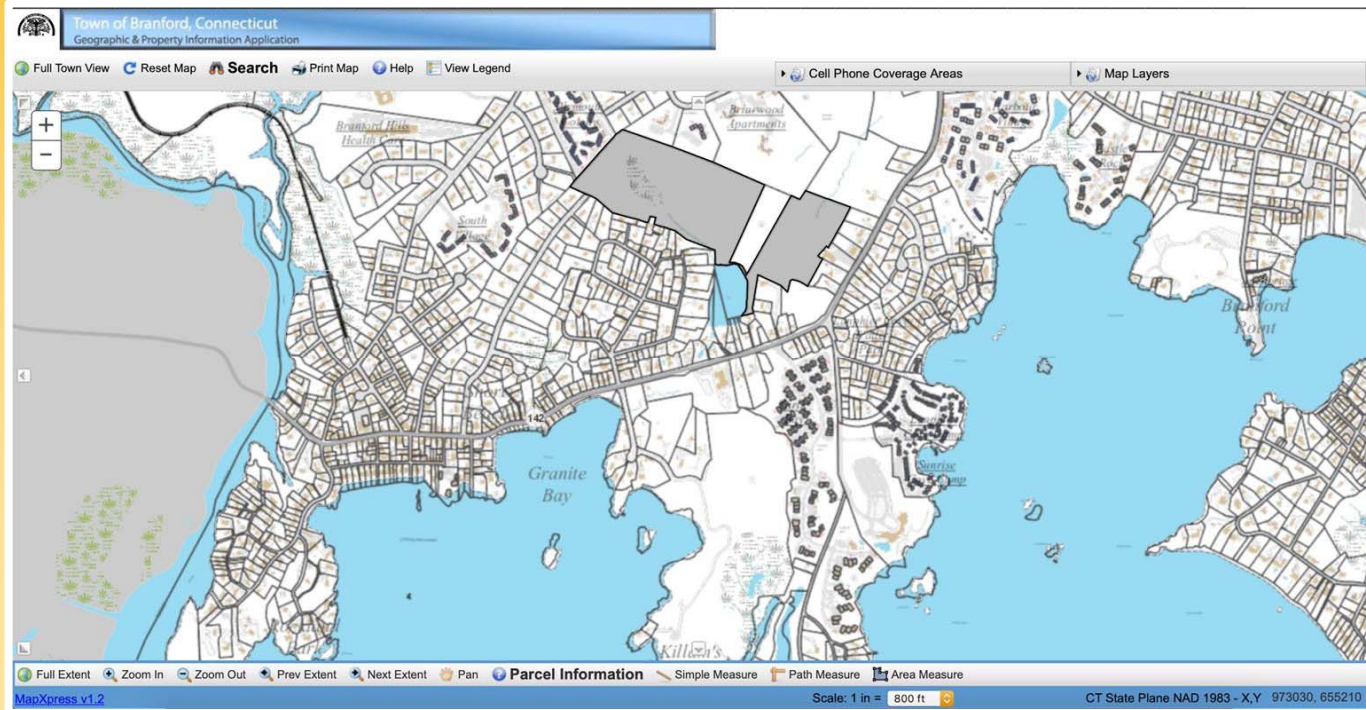 Town of Branford, Connecticut
Geographic & Property Information Application
Full Town View Reset Map Search Print Map Help View Legend
Cell Phone Coverage Areas Map Layers
+
−
Branford Hills
Health Care
Briarwood
Apartments
South
Branford
Point
142
Granite
Bay
Sunrise
Killem's
Full Extent Zoom In Zoom Out Prev Extent Next Extent Pan Parcel Information Simple Measure Path Measure Area Measure
MapXpress v1.2
Scale: 1 in = 800 ft
CT State Plane NAD 1983 - X,Y 973030, 655210